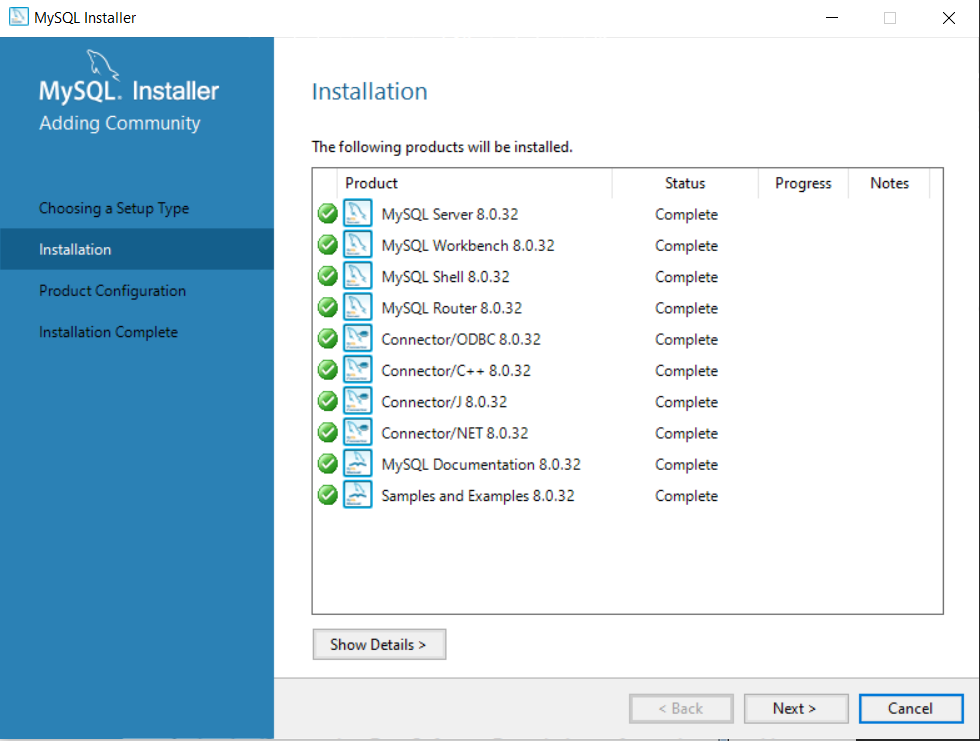 MySQL Installer
MySQL. Installer
Adding Community
Choosing a Setup Type
Installation
Product Configuration
Installation Complete
Installation
The following products will be installed.
Product Status Progress Notes
MySQL Server 8.0.32 Complete
MySQL Workbench 8.0.32 Complete
MySQL Shell 8.0.32 Complete
MySQL Router 8.0.32 Complete
Connector/ODBC 8.0.32 Complete
Connector/C++ 8.0.32 Complete
Connector/J 8.0.32 Complete
Connector/NET 8.0.32 Complete
MySQL Documentation 8.0.32 Complete
Samples and Examples 8.0.32 Complete
Show Details >
< Back Next > Cancel